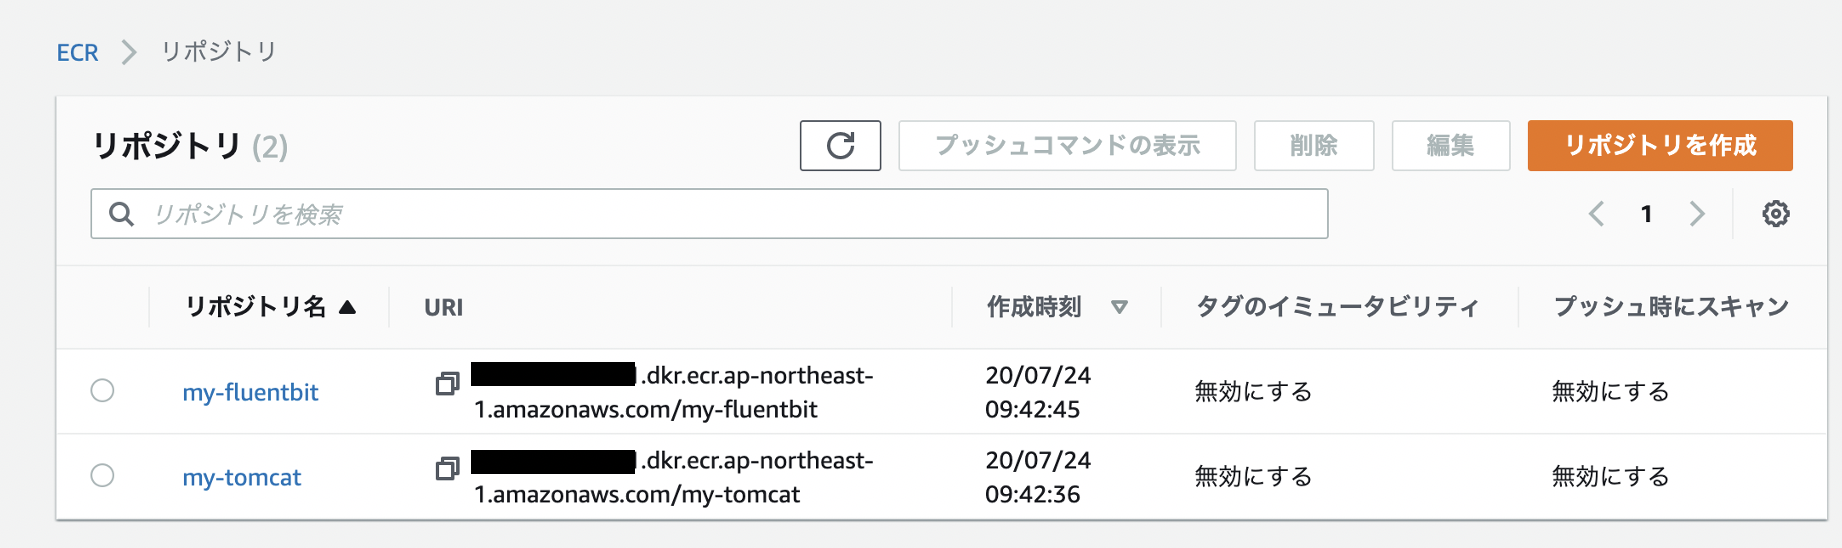 ECR リポジトリ
リポジトリ (2)
プッシュコマンドの表示 削除 編集 リポジトリを作成
リポジトリを検索
1
リポジトリ名 URI 作成時刻 タグのイミュータビリティ プッシュ時にスキャン
my-fluentbit .dkr.ecr.ap-northeast- 20/07/24 無効にする 無効にする
1.amazonaws.com/my-fluentbit 09:42:45
my-tomcat .dkr.ecr.ap-northeast- 20/07/24 無効にする 無効にする
1.amazonaws.com/my-tomcat 09:42:36